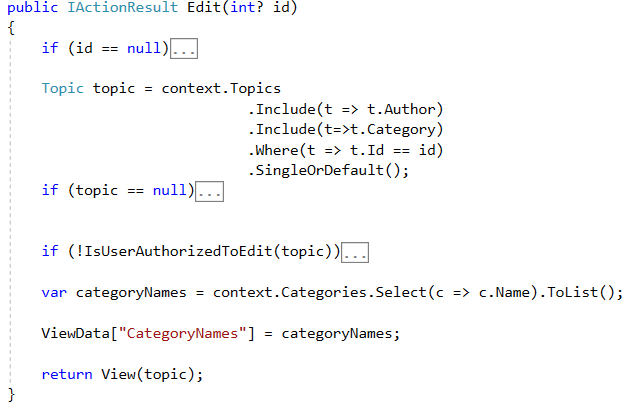 public IActionResult Edit(int? id)
{
if (id == null)...
Topic topic = context.Topics
.Include(t => t.Author)
.Include(t=>t.Category)
.Where(t => t.Id == id)
.SingleOrDefault();
if (topic == null)...
if (!IsUserAuthorizedToEdit(topic))...
var categoryNames = context.Categories.Select(c => c.Name).ToList();
ViewData["CategoryNames"] = categoryNames;
return View(topic);
}